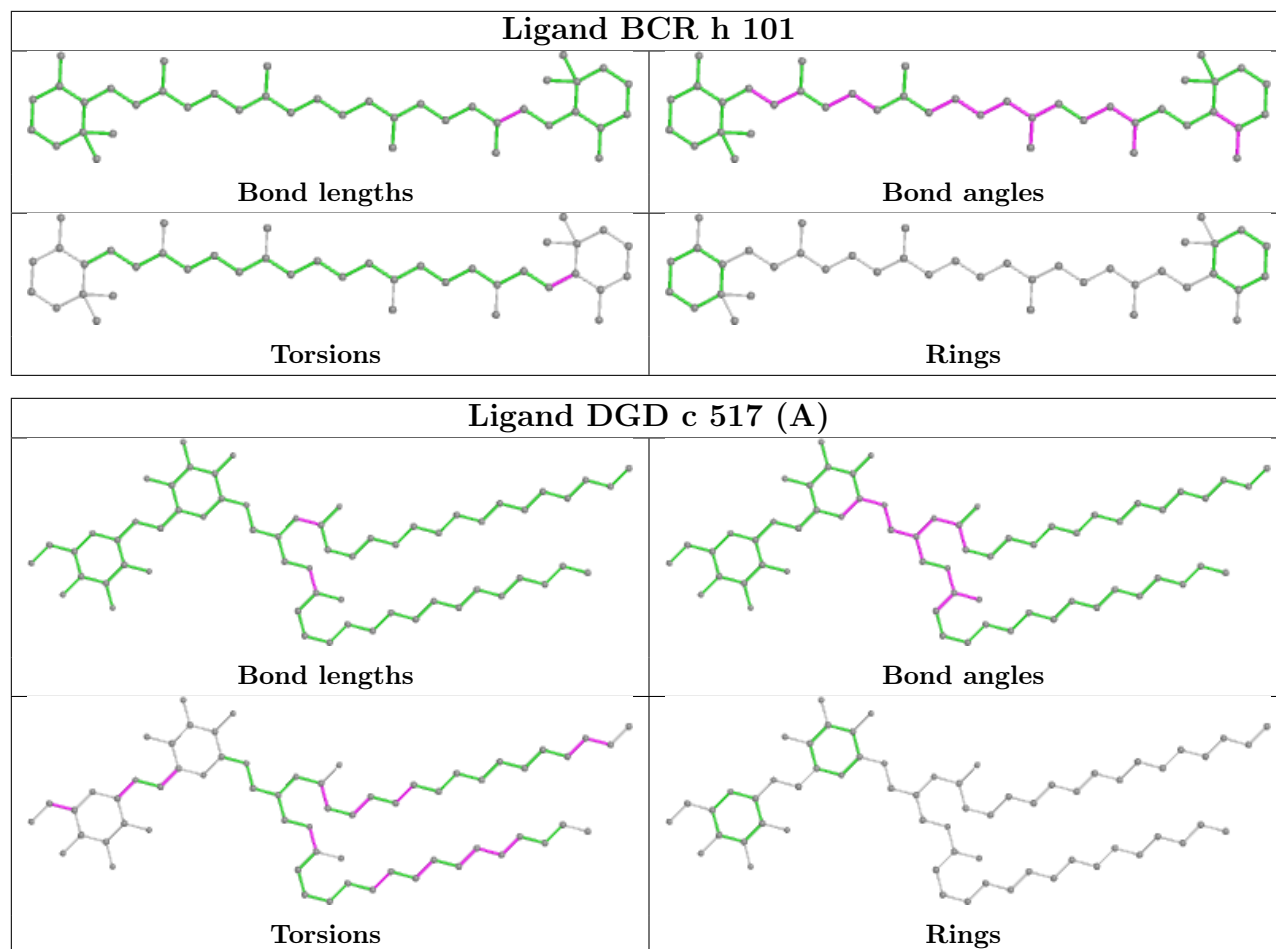 Ligand BCR h 101
Bond lengths
Bond angles
Torsions
Rings
Ligand DGD c 517 (A)
Bond lengths
Bond angles
Torsions
Rings